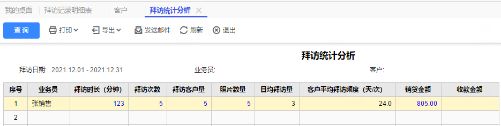 我的桌面 拜访记录明细表 客户 拜访统计分析
查 询 打印 导出 发送邮件 刷新 退出
拜访统计分析
拜访日期: 2021.12.01 - 2021.12.31 业务员: 客户:
序号 业务员 拜访时长（分钟） 拜访次数 拜访客户量 照片数量 日均拜访量 客户平均拜访频度（天/次） 销货金额 收款金额
1 张销售 123 5 5 5 3 24.0 805.00
2